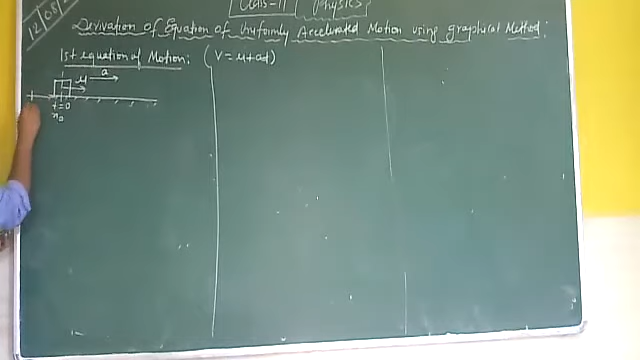 12/08/
Class-11 Physics:
Derivation of Equation of Uniformly Accelerated Motion using graphical Method:
1st equation of Motion: (V=u+at)
a
u
t=0
x₀